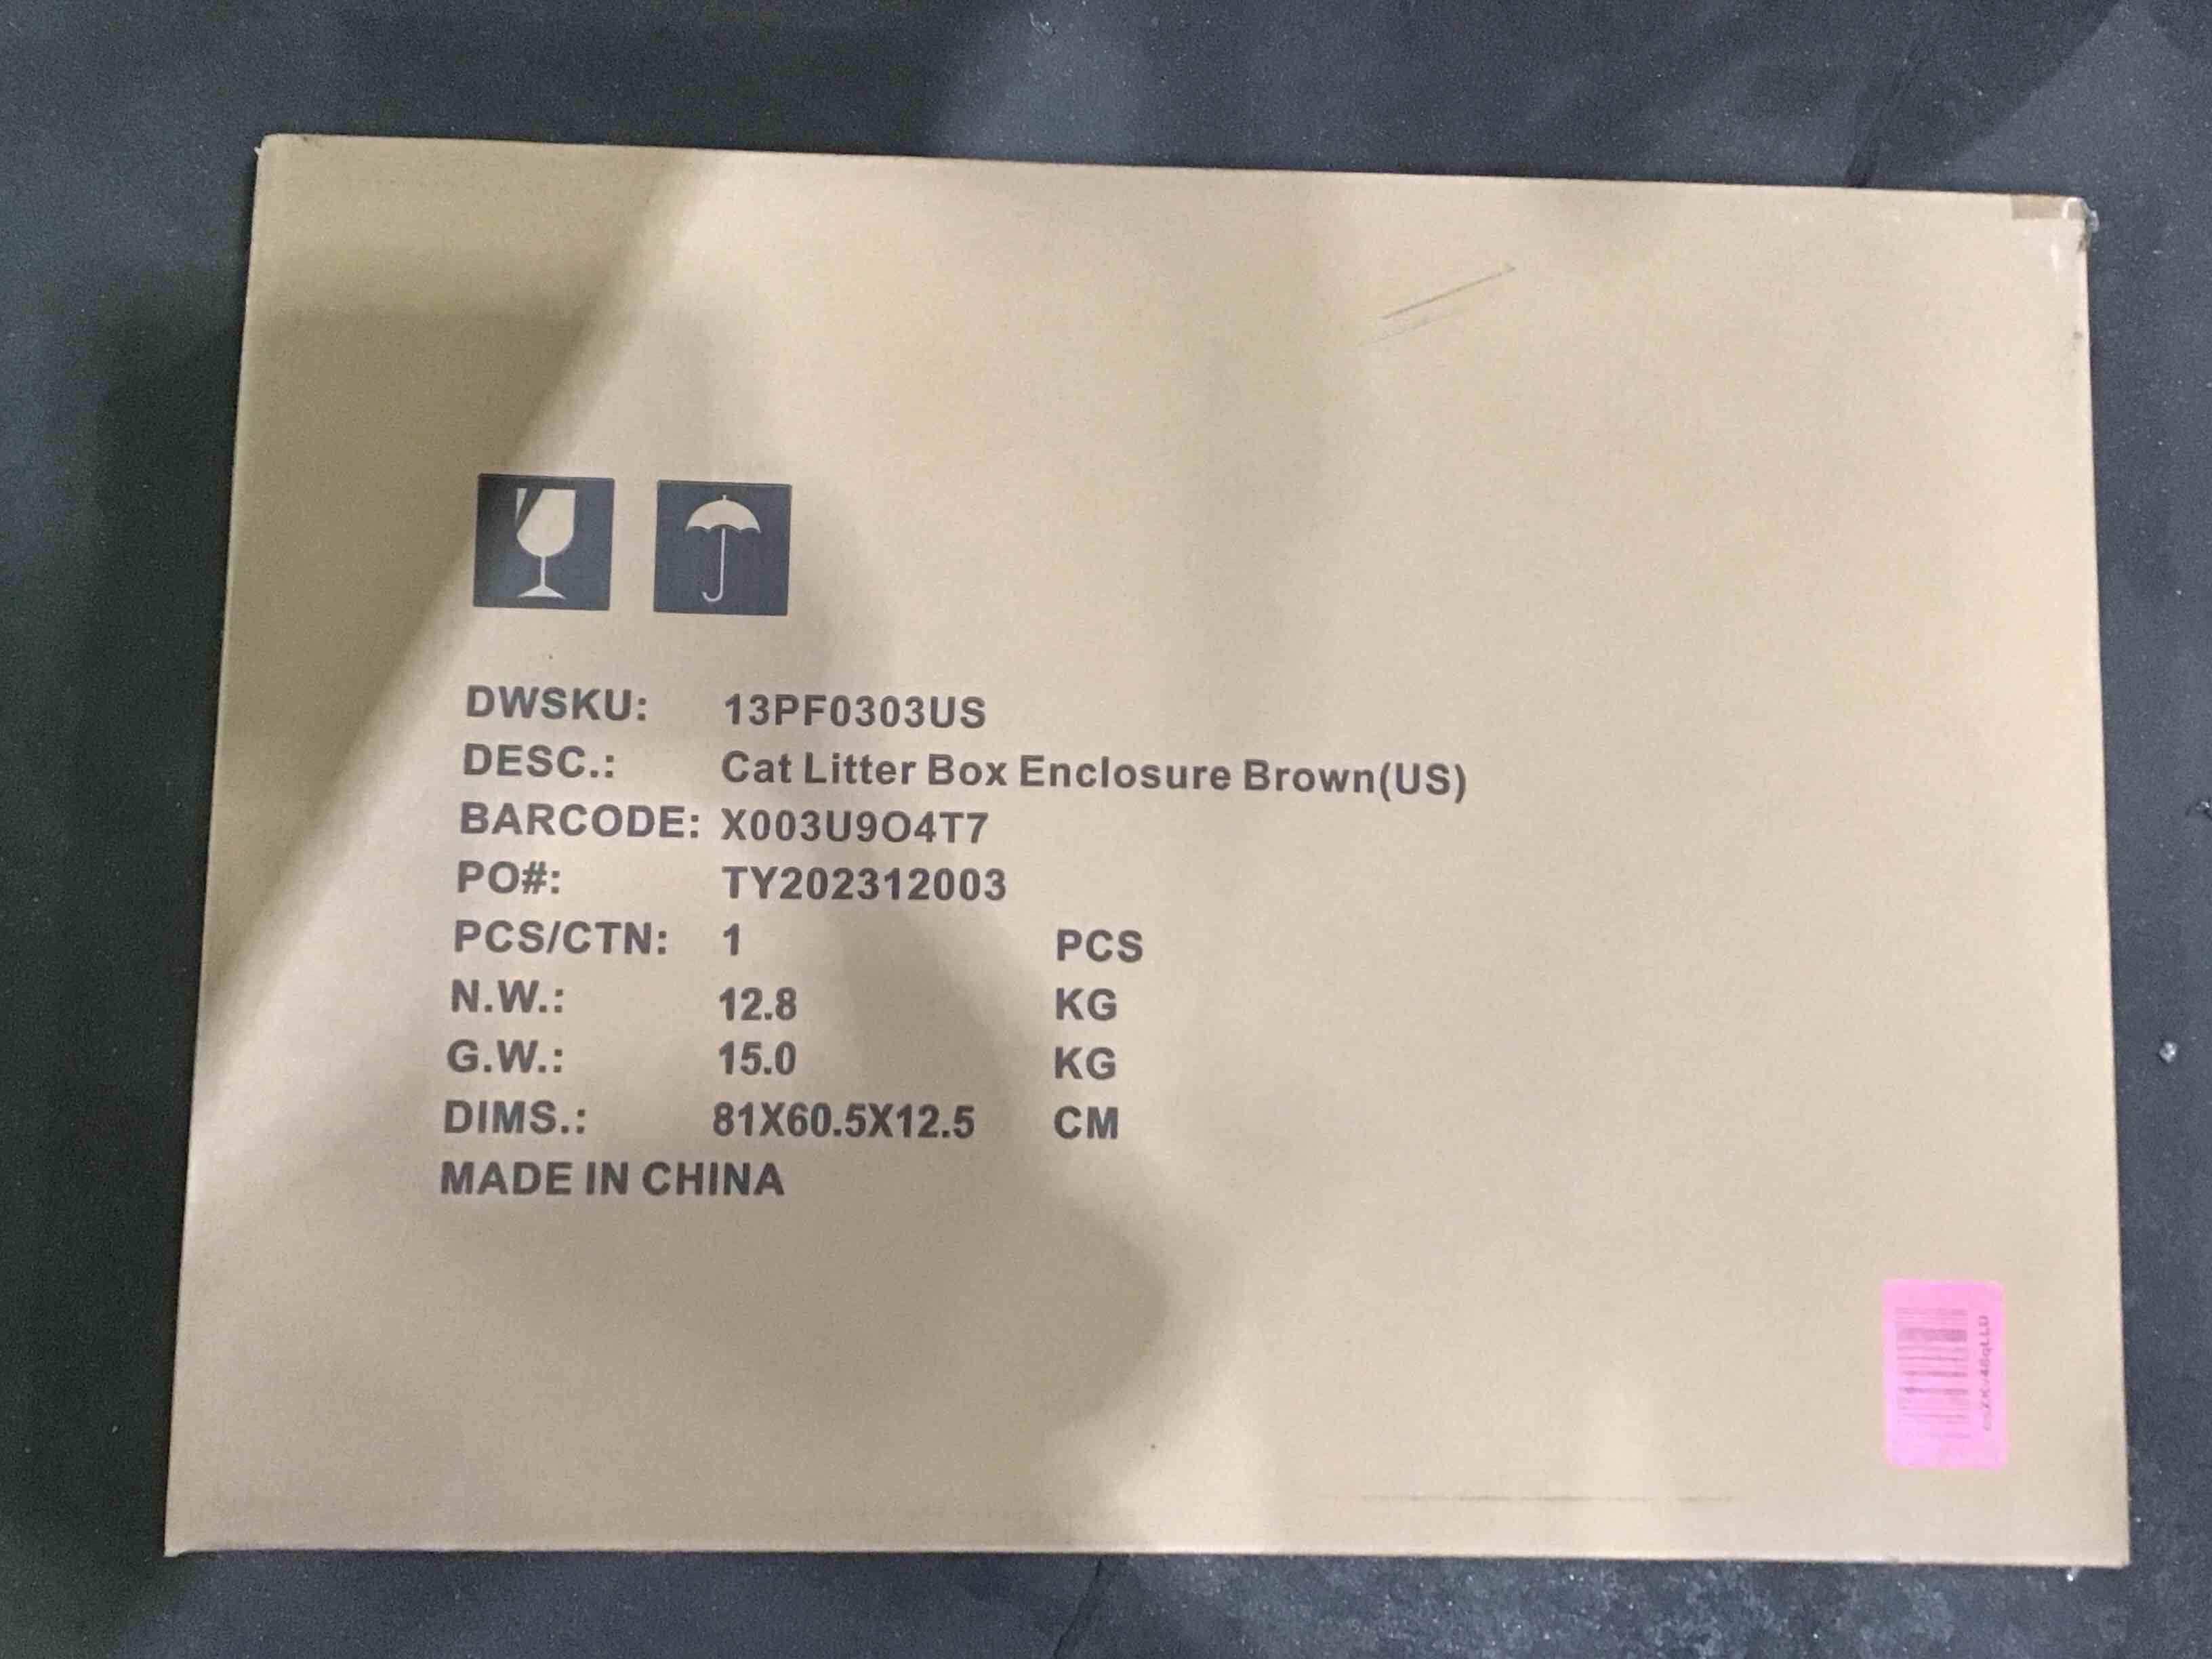 DWSKU: 13PF0303US
DESC.: Cat Litter Box Enclosure Brown(US)
BARCODE: X003U9O4T7
PO#: TY202312003
PCS/CTN: 1 PCS
N.W.: 12.8 KG
G.W.: 15.0 KG
DIMS.: 81X60.5X12.5 CM
MADE IN CHINA